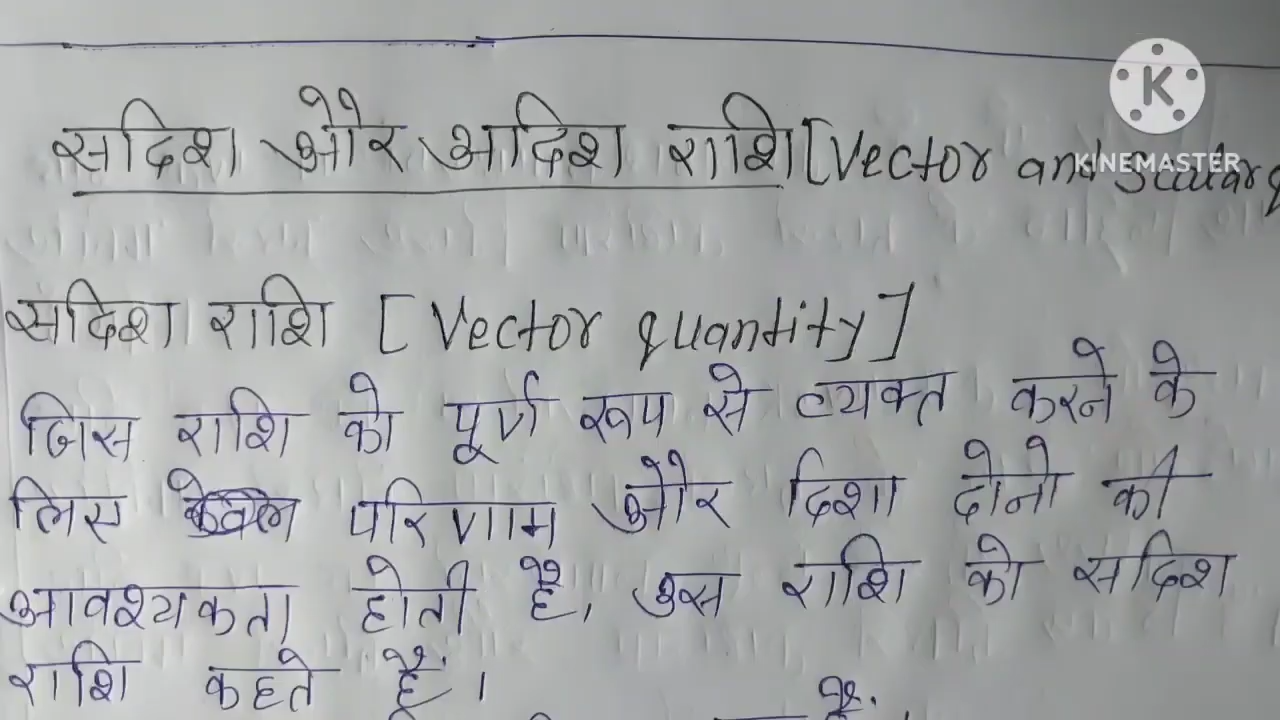 सदिश और अदिश राशि [Vector and Scalar q
K
KINEMASTER
सदिश राशि [Vector quantity]
जिस राशि को पूर्ण रूप से व्यक्त करने के
लिए परिणाम और दिशा दोनो की
आवश्यकता होती है, उस राशि को सदिश
राशि कहते हैं।